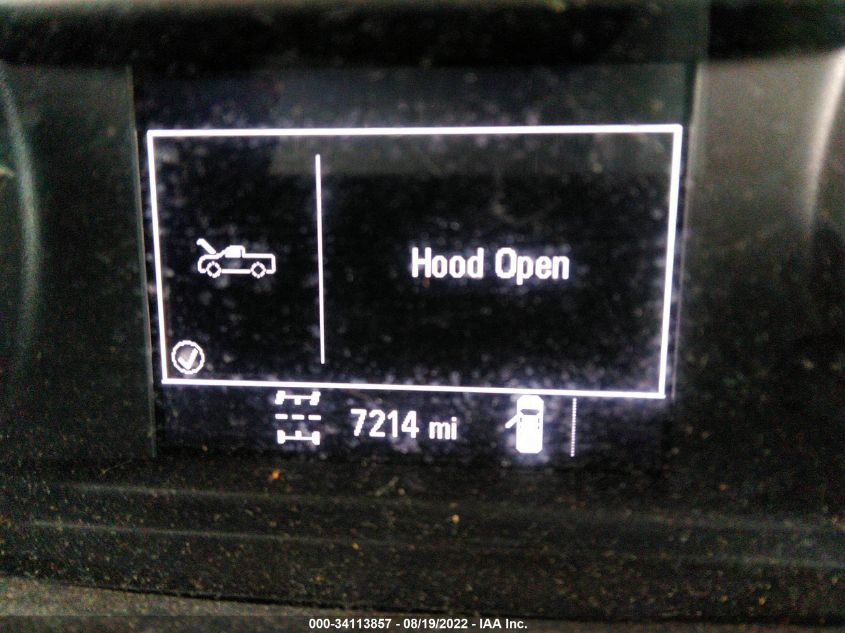 Hood Open
7214 mi
000-34113857 - 08/19/2022 - IAA Inc.